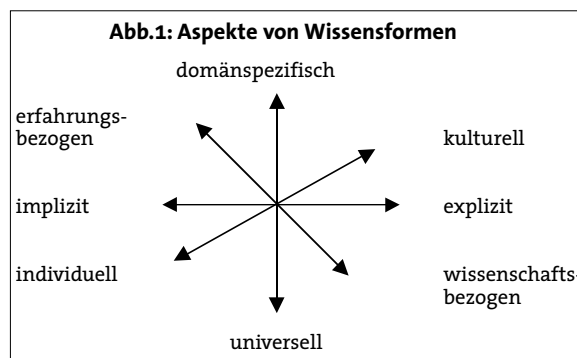 Abb.1: Aspekte von Wissensformen
domänspezifisch
erfahrungs-
bezogen
kulturell
implizit
explizit
individuell
wissenschafts-
bezogen
universell